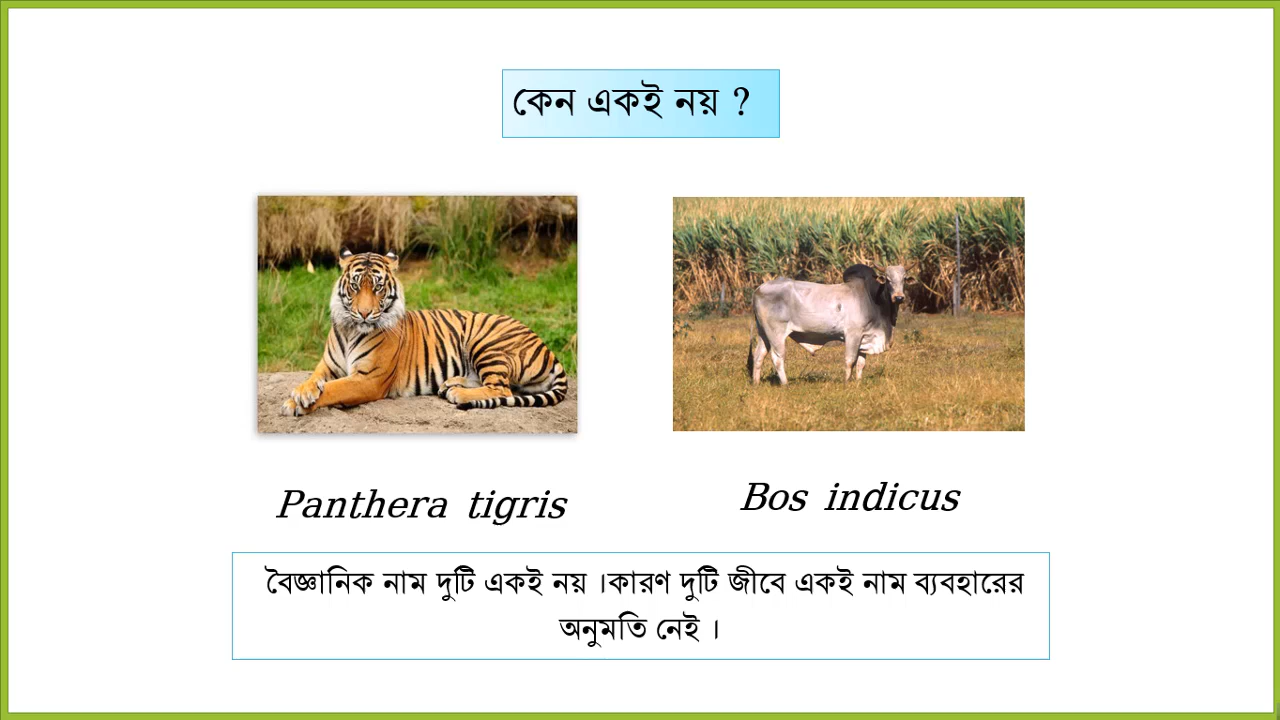 কেন একই নয় ?
Panthera tigris
Bos indicus
বৈজ্ঞানিক নাম দুটি একই নয় ।কারণ দুটি জীবে একই নাম ব্যবহারের
অনুমতি নেই ।